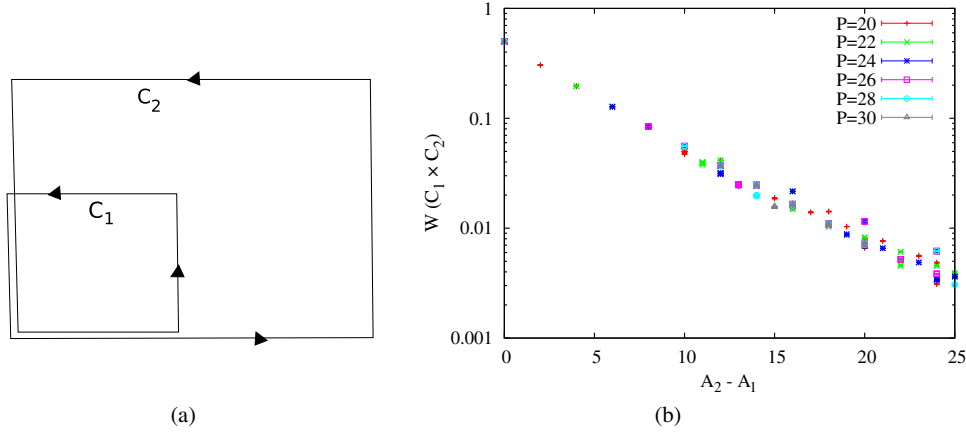 C₂
C₁
(a)
W (C₁ × C₂)
1
0.1
0.01
0.001
0 5 10 15 20 25
A₂ - A₁
P=20
P=22
P=24
P=26
P=28
P=30
(b)